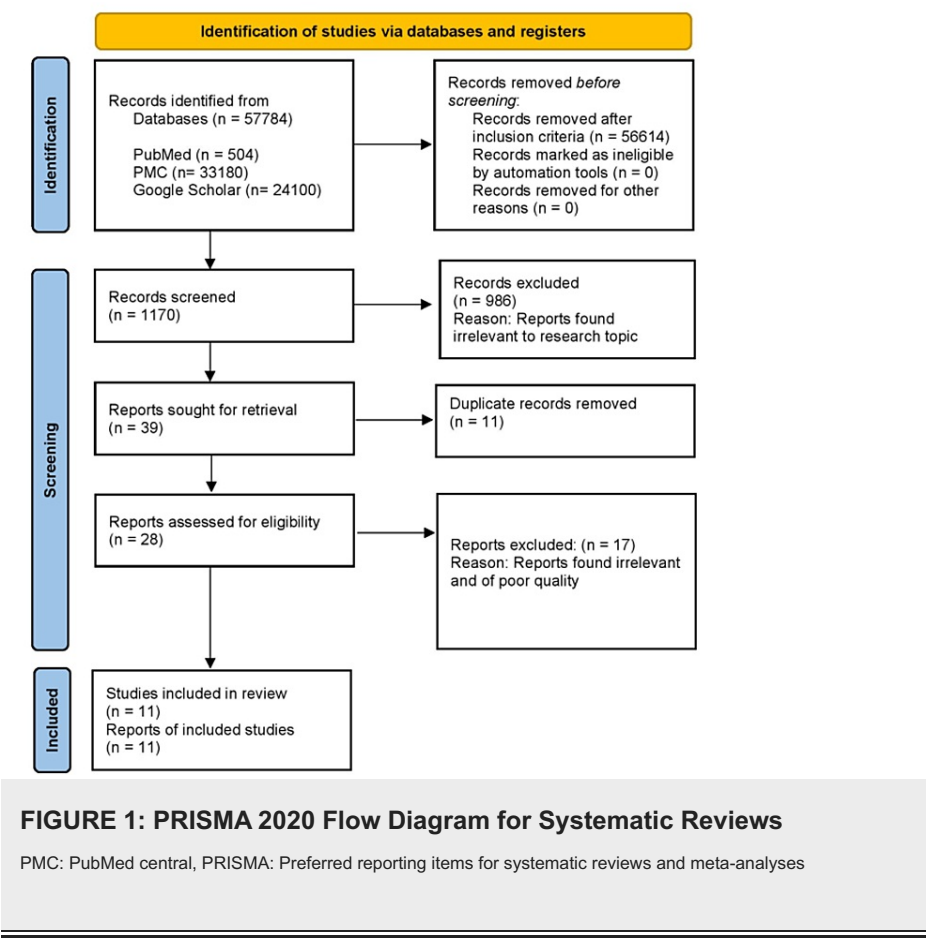 Identification of studies via databases and registers
Identification
Records identified from
Databases (n = 57784)
PubMed (n = 504)
PMC (n= 33180)
Google Scholar (n= 24100)
Records removed before
screening:
Records removed after
inclusion criteria (n = 56614)
Records marked as ineligible
by automation tools (n = 0)
Records removed for other
reasons (n = 0)
Screening
Records screened
(n = 1170)
Records excluded
(n = 986)
Reason: Reports found
irrelevant to research topic
Reports sought for retrieval
(n = 39)
Duplicate records removed
(n = 11)
Reports assessed for eligibility
(n = 28)
Reports excluded: (n = 17)
Reason: Reports found irrelevant
and of poor quality
Included
Studies included in review
(n = 11)
Reports of included studies
(n = 11)
FIGURE 1: PRISMA 2020 Flow Diagram for Systematic Reviews
PMC: PubMed central, PRISMA: Preferred reporting items for systematic reviews and meta-analyses